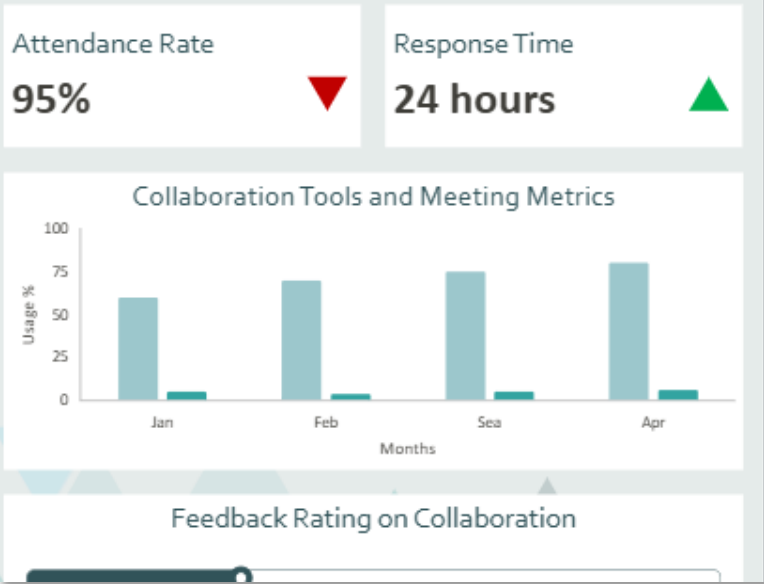 Attendance Rate
95%
Response Time
24 hours
Collaboration Tools and Meeting Metrics
100
75
50
25
0
Usage %
Jan Feb Sea Apr
Months
Feedback Rating on Collaboration